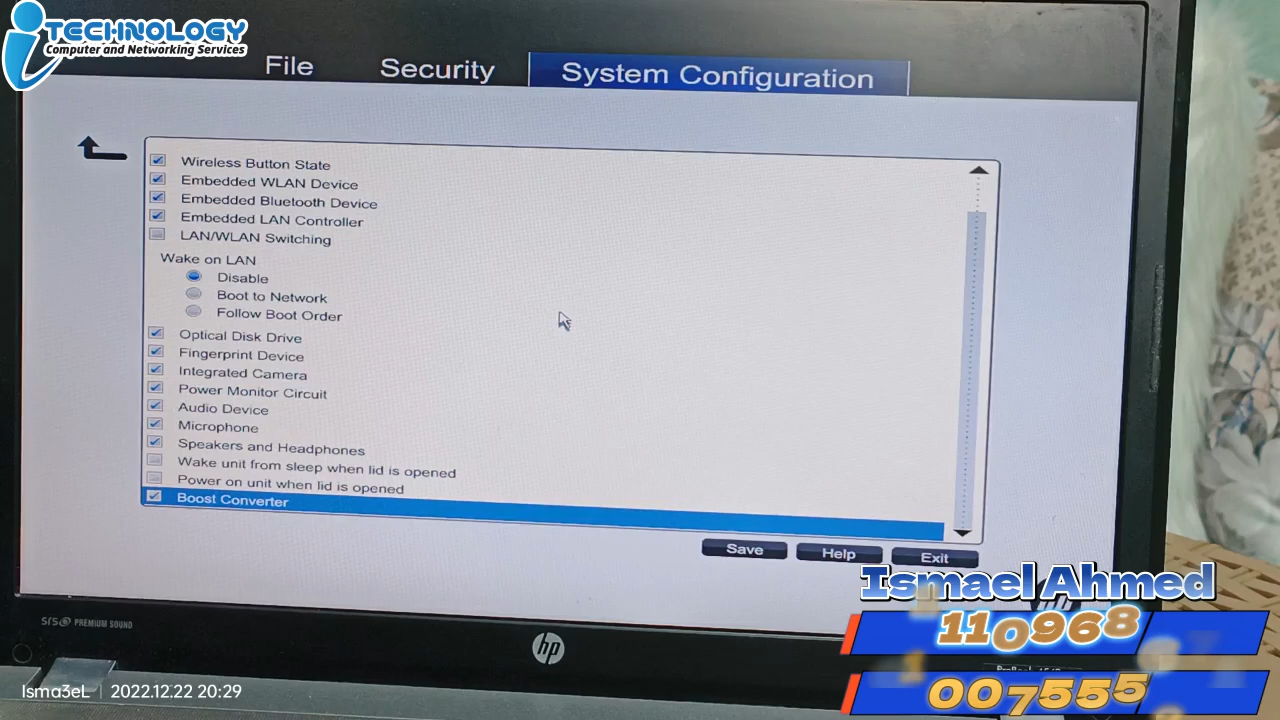 TECHNOLOGY
Computer and Networking Services
File
Security
System Configuration
Wireless Button State
Embedded WLAN Device
Embedded Bluetooth Device
Embedded LAN Controller
LAN/WLAN Switching
Wake on LAN
Disable
Boot to Network
Follow Boot Order
Optical Disk Drive
Fingerprint Device
Integrated Camera
Power Monitor Circuit
Audio Device
Microphone
Speakers and Headphones
Wake unit from sleep when lid is opened
Power on unit when lid is opened
Boost Converter
Save
Help
Exit
Ismael Ahmed
110968
007555
SRS PREMIUM SOUND
hp
Isma3eL | 2022.12.22 20:29